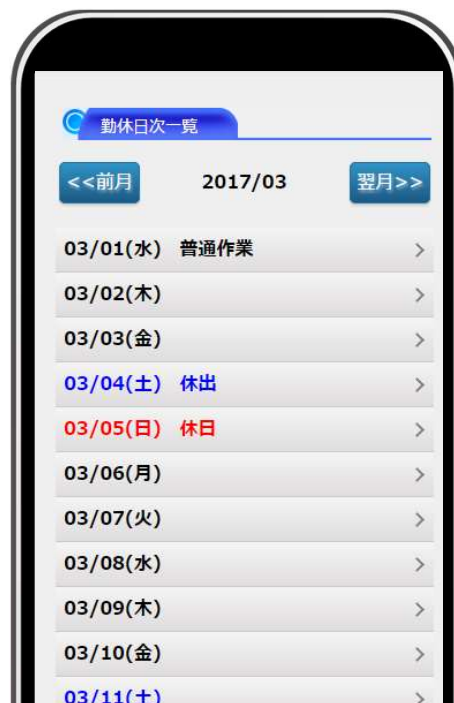 勤休日次一覧
<<前月 2017/03 翌月>>
03/01(水) 普通作業
03/02(木)
03/03(金)
03/04(土) 休出
03/05(日) 休日
03/06(月)
03/07(火)
03/08(水)
03/09(木)
03/10(金)
03/11(土)